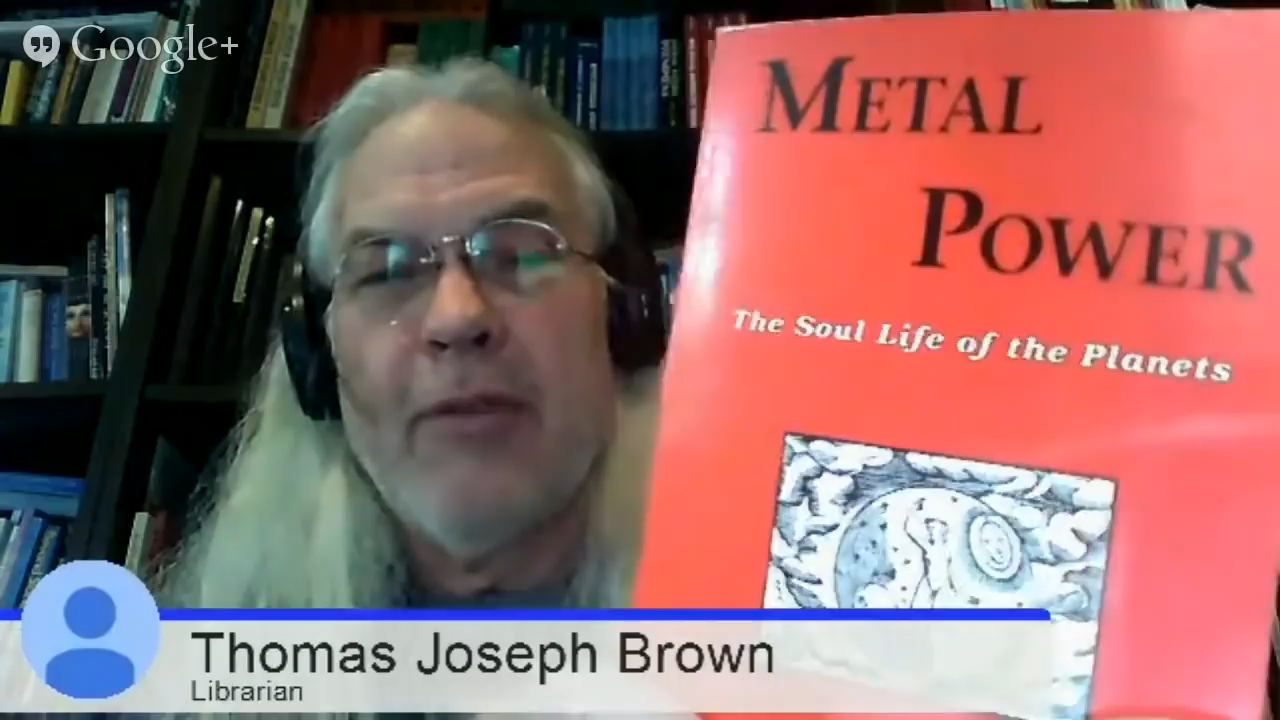 Google+
METAL
POWER
The Soul Life of the Planets
Thomas Joseph Brown
Librarian